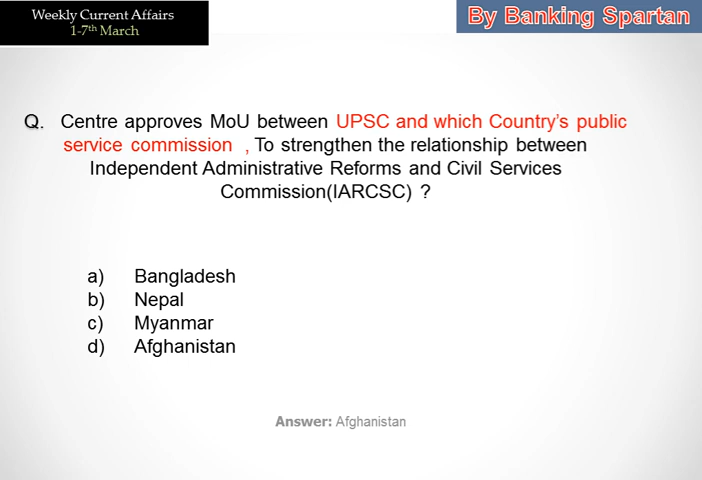 Weekly Current Affairs
1-7th March
By Banking Spartan
Q. Centre approves MoU between UPSC and which Country's public
service commission , To strengthen the relationship between
Independent Administrative Reforms and Civil Services
Commission(IARCSC) ?
a) Bangladesh
b) Nepal
c) Myanmar
d) Afghanistan
Answer: Afghanistan